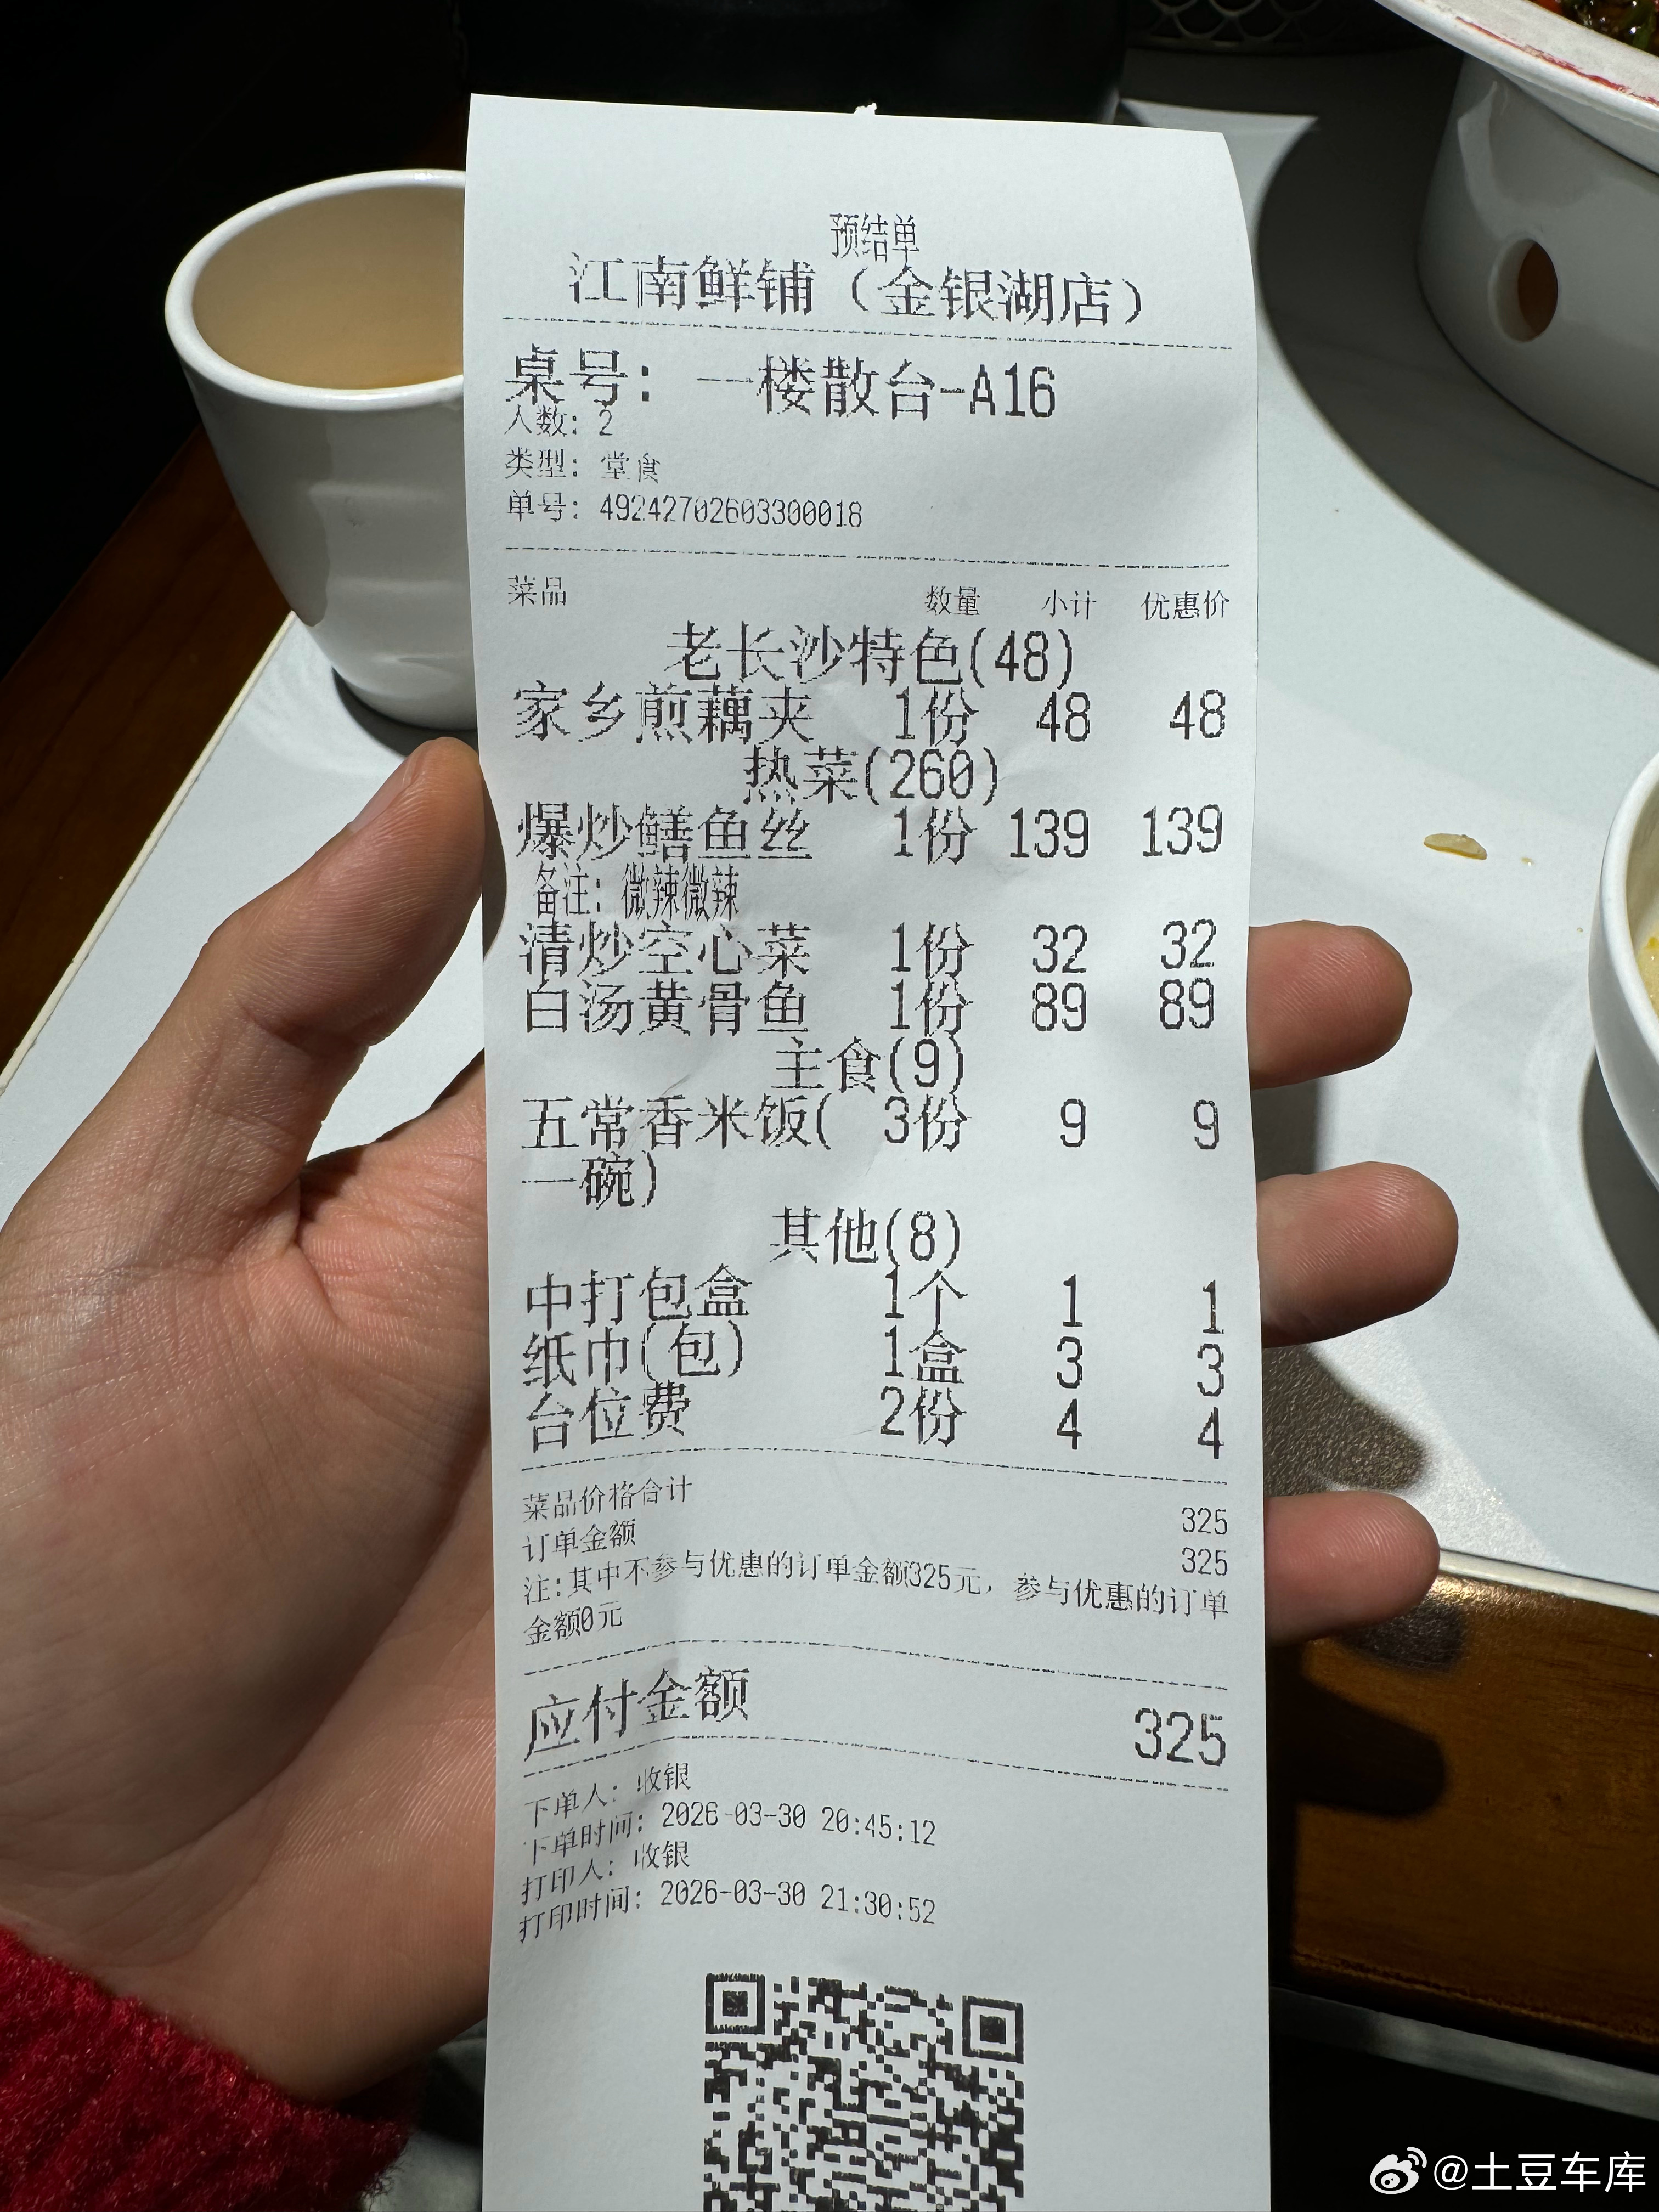 预结单
江南鲜铺（金银湖店）
桌号: 一楼散台-A16
人数: 2
类型: 堂食
单号: 49242702603300018
菜品 数量 小计 优惠价
老长沙特色(48)
家乡煎藕夹 1份 48 48
热菜(260)
爆炒鳝鱼丝 1份 139 139
备注: 微辣微辣
清炒空心菜 1份 32 32
白汤黄骨鱼 1份 89 89
主食(9)
五常香米饭( 3份 9 9
一碗)
其他(8)
中打包盒 1个 1 1
纸巾(包) 1盒 3 3
台位费 2份 4 4
菜品价格合计 325
订单金额 325
注:其中不参与优惠的订单金额325元，参与优惠的订单
金额0元
应付金额 325
下单人: 收银
下单时间: 2026-03-30 20:45:12
打印人: 收银
打印时间: 2026-03-30 21:30:52
@土豆车库